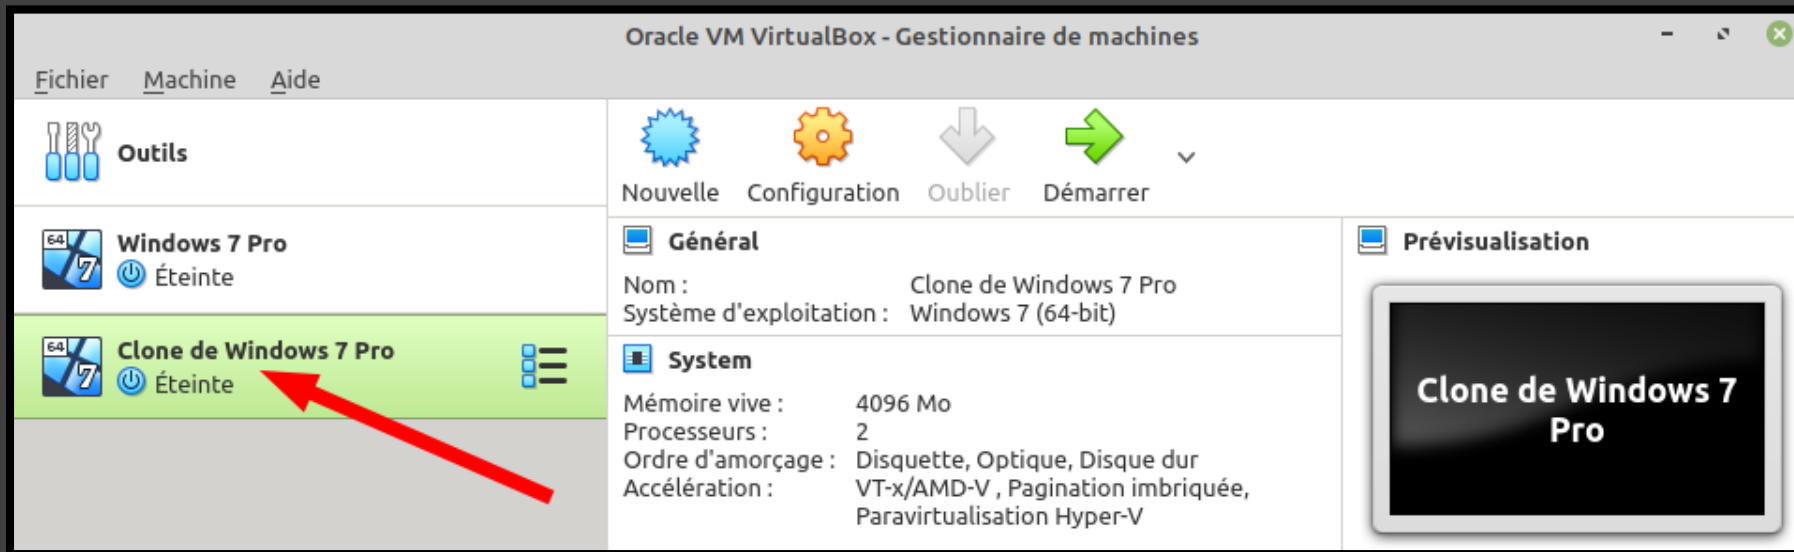 Oracle VM VirtualBox - Gestionnaire de machines
Fichier Machine Aide
Outils
Nouvelle Configuration Oublier Démarrer
64
7
Windows 7 Pro
Éteinte
64
7
Clone de Windows 7 Pro
Éteinte
Général
Nom : Clone de Windows 7 Pro
Système d'exploitation : Windows 7 (64-bit)
System
Mémoire vive : 4096 Mo
Processeurs : 2
Ordre d'amorçage : Disquette, Optique, Disque dur
Accélération : VT-x/AMD-V , Pagination imbriquée,
Paravirtualisation Hyper-V
Prévisualisation
Clone de Windows 7
Pro